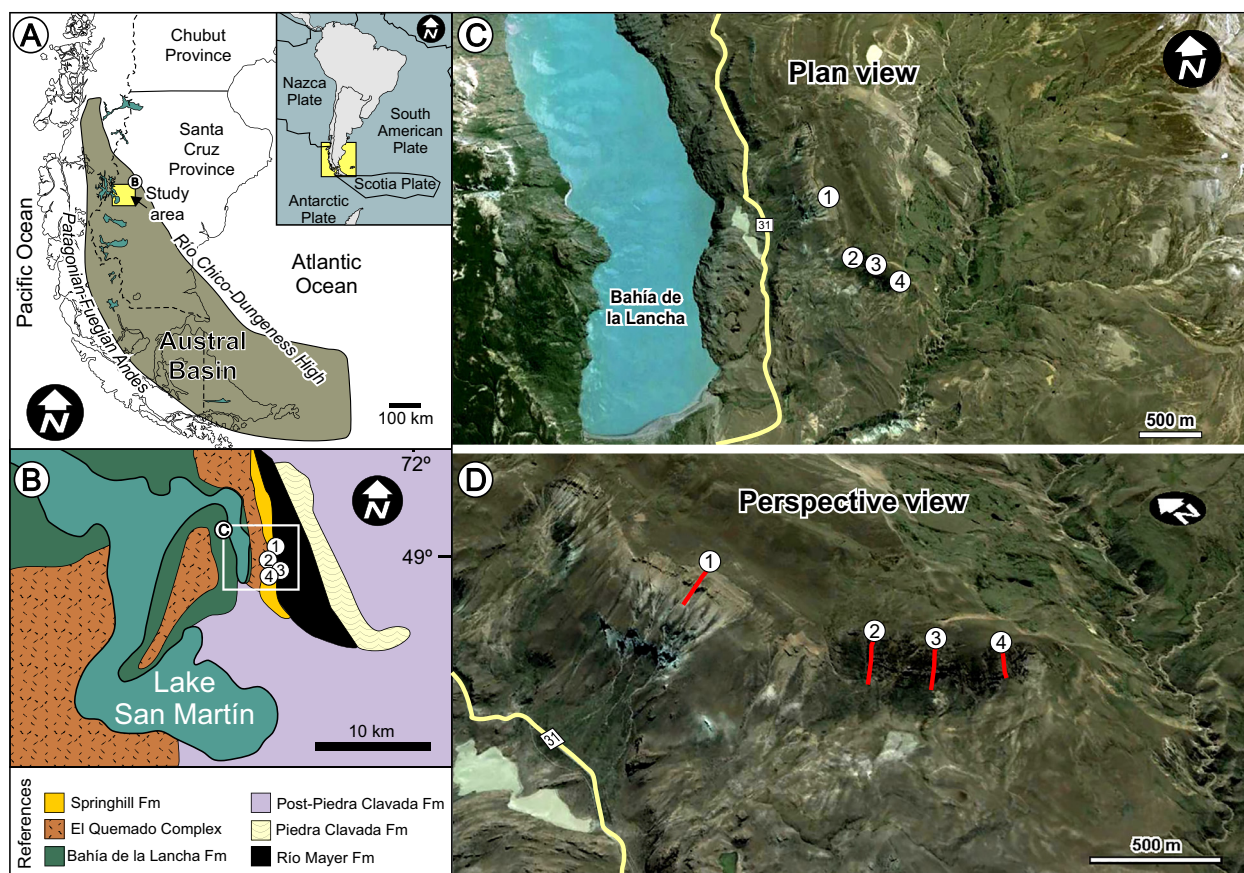 A
Chubut
Province
Santa
Cruz
Province
B
Study
area
Pacific Ocean
Patagonian-Fuegian Andes
Río Chico-Dungeness High
Atlantic
Ocean
Austral
Basin
N
100 km
N
Nazca
Plate
South
American
Plate
Scotia Plate
Antarctic
Plate
B
72º
N
C
1
2
3
4
49º
Lake
San Martín
10 km
References
Springhill Fm
El Quemado Complex
Bahía de la Lancha Fm
Post-Piedra Clavada Fm
Piedra Clavada Fm
Río Mayer Fm
C
Plan view
N
1
31
2
3
4
Bahía de
la Lancha
500 m
D
Perspective view
N
1
2
3
4
31
500 m